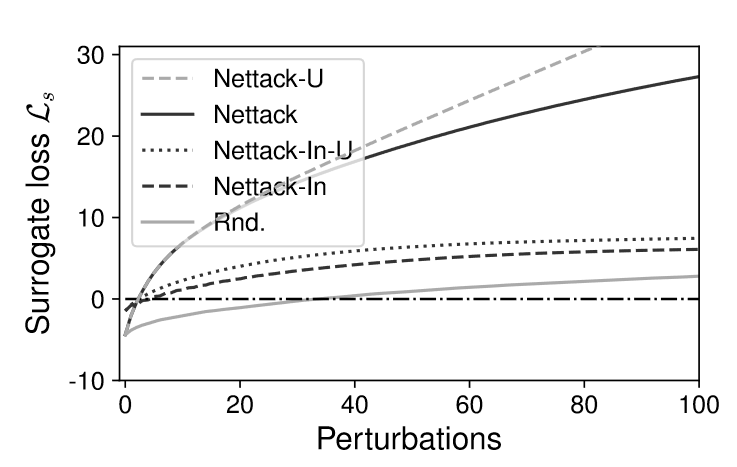 30
20
10
0
-10
Surrogate loss ℒₛ
Nettack-U
Nettack
Nettack-In-U
Nettack-In
Rnd.
0 20 40 60 80 100
Perturbations